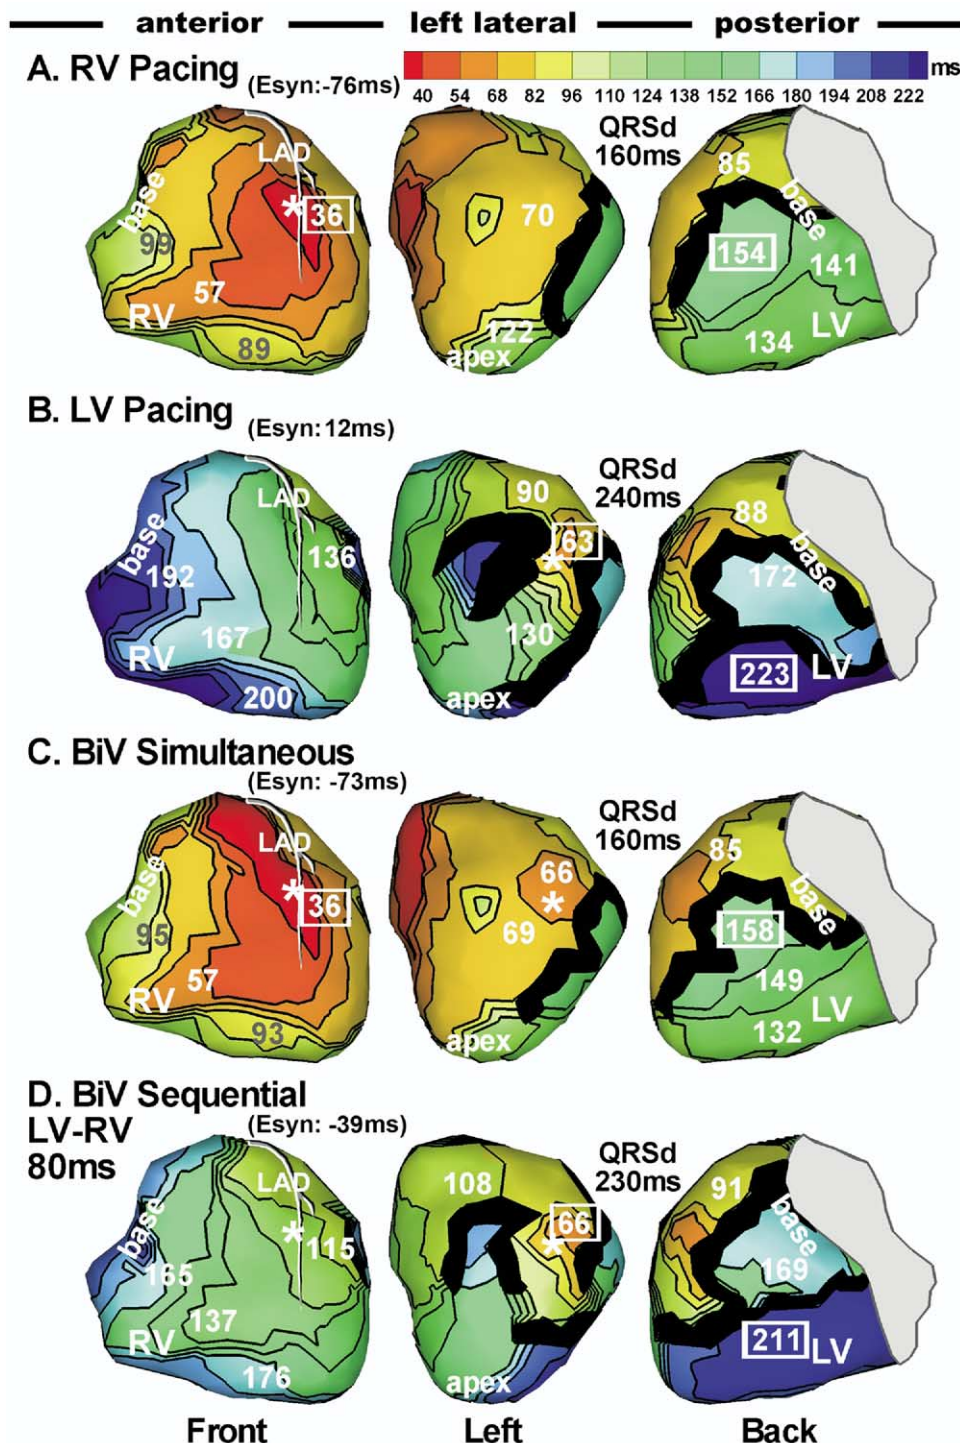 anterior left lateral posterior
A. RV Pacing (Esyn:-76ms)
ms
40 54 68 82 96 110 124 138 152 166 180 194 208 222
QRSd
160ms
LAD
base
36
99
57
RV
89
70
122
apex
85
base
154
141
LV
134
B. LV Pacing (Esyn: 12ms)
QRSd
240ms
LAD
base
136
192
167
RV
200
90
63
130
apex
88
base
172
LV
223
C. BiV Simultaneous
(Esyn: -73ms)
QRSd
160ms
LAD
base
36
95
57
RV
93
66
69
apex
85
base
158
149
LV
132
D. BiV Sequential
LV-RV
80ms
(Esyn: -39ms)
QRSd
230ms
LAD
base
115
165
137
RV
176
108
66
apex
91
base
169
211
LV
Front Left Back